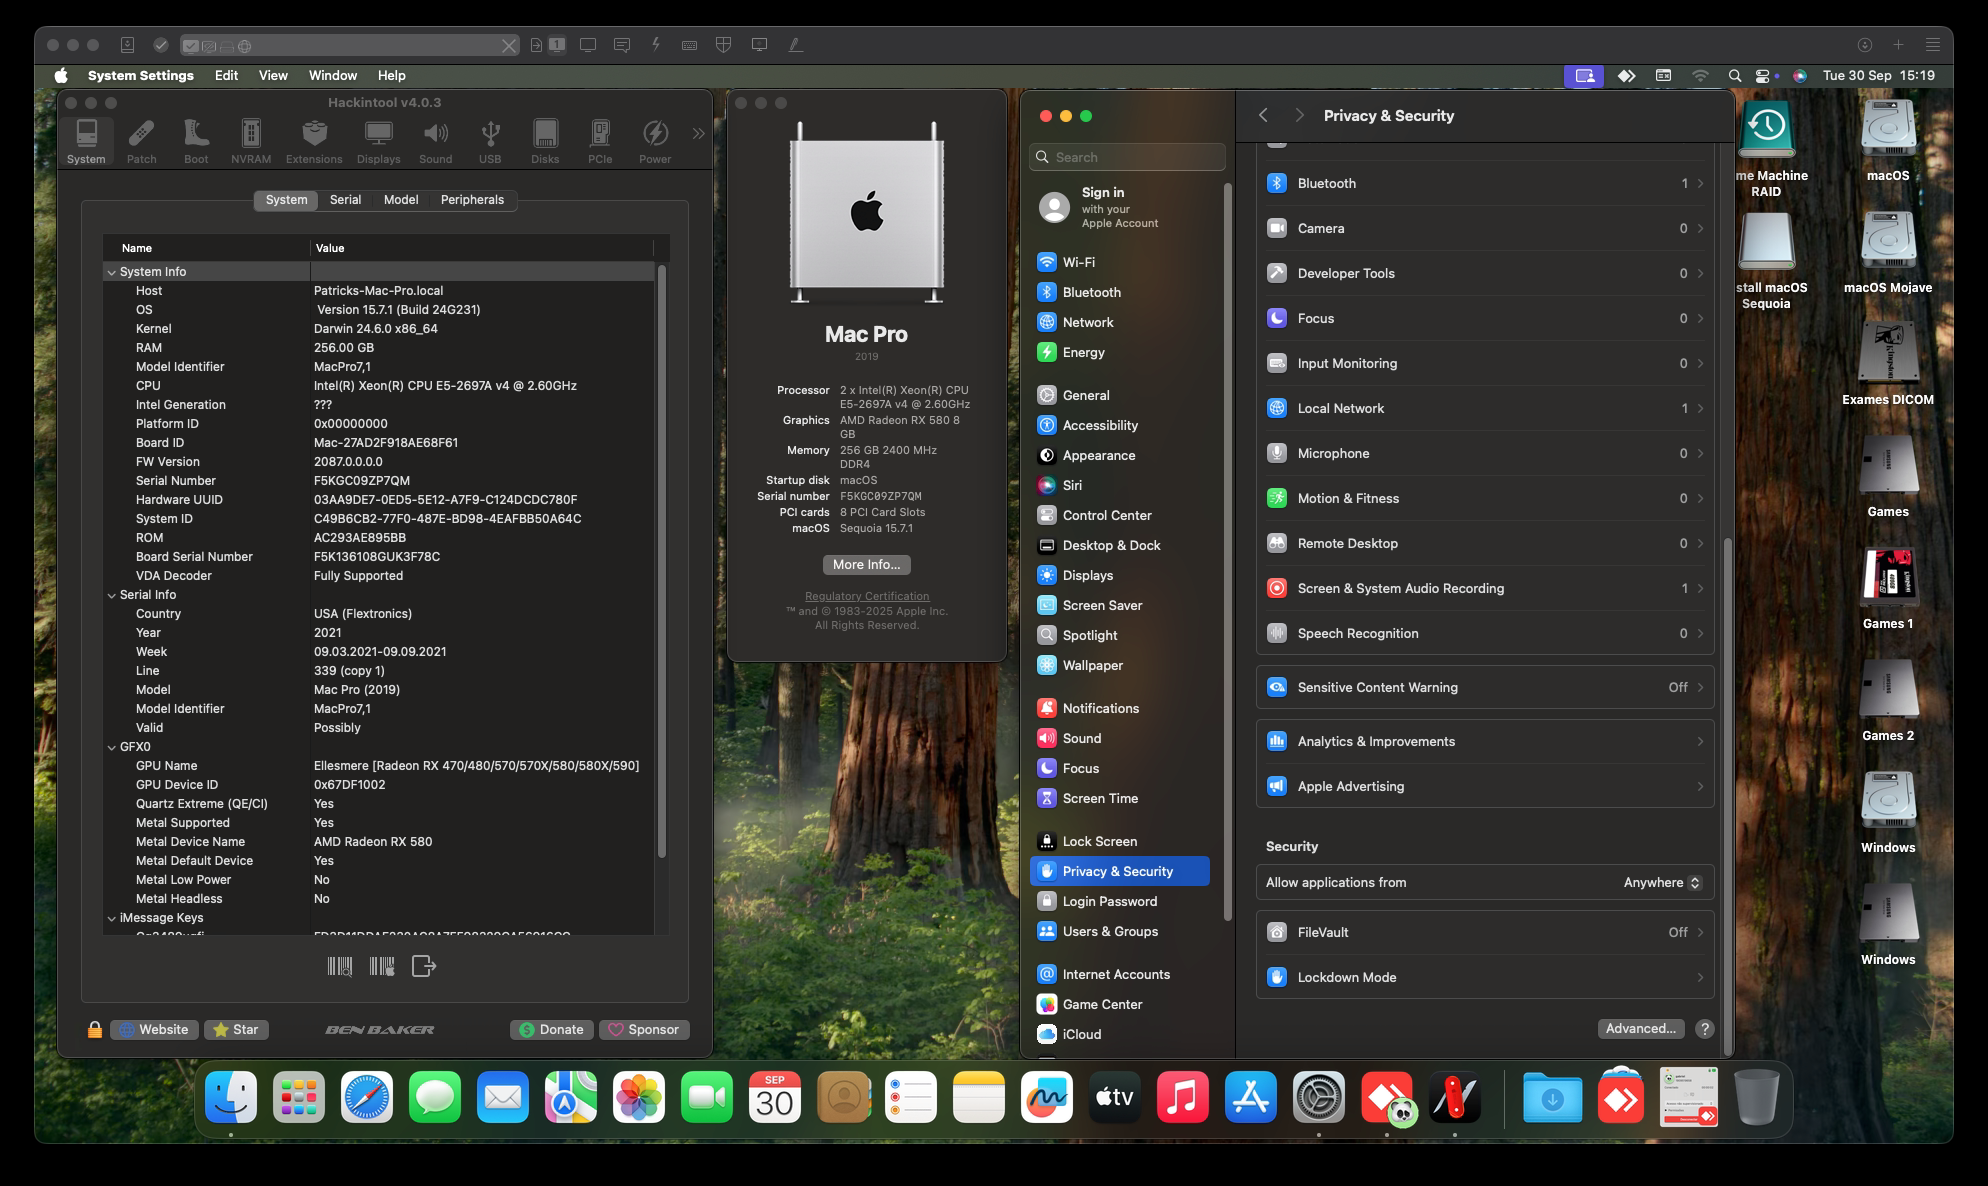 1
System Settings Edit View Window Help
Tue 30 Sep 15:19
Hackintool v4.0.3
System Patch Boot NVRAM Extensions Displays Sound USB Disks PCIe Power
System Serial Model Peripherals
Name Value
System Info
Host Patricks-Mac-Pro.local
OS Version 15.7.1 (Build 24G231)
Kernel Darwin 24.6.0 x86_64
RAM 256.00 GB
Model Identifier MacPro7,1
CPU Intel(R) Xeon(R) CPU E5-2697A v4 @ 2.60GHz
Intel Generation ???
Platform ID 0x00000000
Board ID Mac-27AD2F918AE68F61
FW Version 2087.0.0.0.0
Serial Number F5KGC09ZP7QM
Hardware UUID 03AA9DE7-0ED5-5E12-A7F9-C124DCDC780F
System ID C49B6CB2-77F0-487E-BD98-4EAFBB50A64C
ROM AC293AE895BB
Board Serial Number F5K136108GUK3F78C
VDA Decoder Fully Supported
Serial Info
Country USA (Flextronics)
Year 2021
Week 09.03.2021-09.09.2021
Line 339 (copy 1)
Model Mac Pro (2019)
Model Identifier MacPro7,1
Valid Possibly
GFX0
GPU Name Ellesmere [Radeon RX 470/480/570/570X/580/580X/590]
GPU Device ID 0x67DF1002
Quartz Extreme (QE/CI) Yes
Metal Supported Yes
Metal Device Name AMD Radeon RX 580
Metal Default Device Yes
Metal Low Power No
Metal Headless No
iMessage Keys
Website Star BEN BAKER Donate Sponsor
Mac Pro
2019
Processor 2 x Intel(R) Xeon(R) CPU
E5-2697A v4 @ 2.60GHz
Graphics AMD Radeon RX 580 8
GB
Memory 256 GB 2400 MHz
DDR4
Startup disk macOS
Serial number F5KGC09ZP7QM
PCI cards 8 PCI Card Slots
macOS Sequoia 15.7.1
More Info...
Regulatory Certification
™ and © 1983-2025 Apple Inc.
All Rights Reserved.
Search
Sign in
with your
Apple Account
Wi-Fi
Bluetooth
Network
Energy
General
Accessibility
Appearance
Siri
Control Center
Desktop & Dock
Displays
Screen Saver
Spotlight
Wallpaper
Notifications
Sound
Focus
Screen Time
Lock Screen
Privacy & Security
Login Password
Users & Groups
Internet Accounts
Game Center
iCloud
Privacy & Security
Bluetooth 1
Camera 0
Developer Tools 0
Focus 0
Input Monitoring 0
Local Network 1
Microphone 0
Motion & Fitness 0
Remote Desktop 0
Screen & System Audio Recording 1
Speech Recognition 0
Sensitive Content Warning Off
Analytics & Improvements
Apple Advertising
Security
Allow applications from Anywhere
FileVault Off
Lockdown Mode
Advanced... ?
me Machine
RAID
macOS
stall macOS
Sequoia
macOS Mojave
Exames DICOM
Games
Games 1
Games 2
Windows
Windows
SEP
30
tv